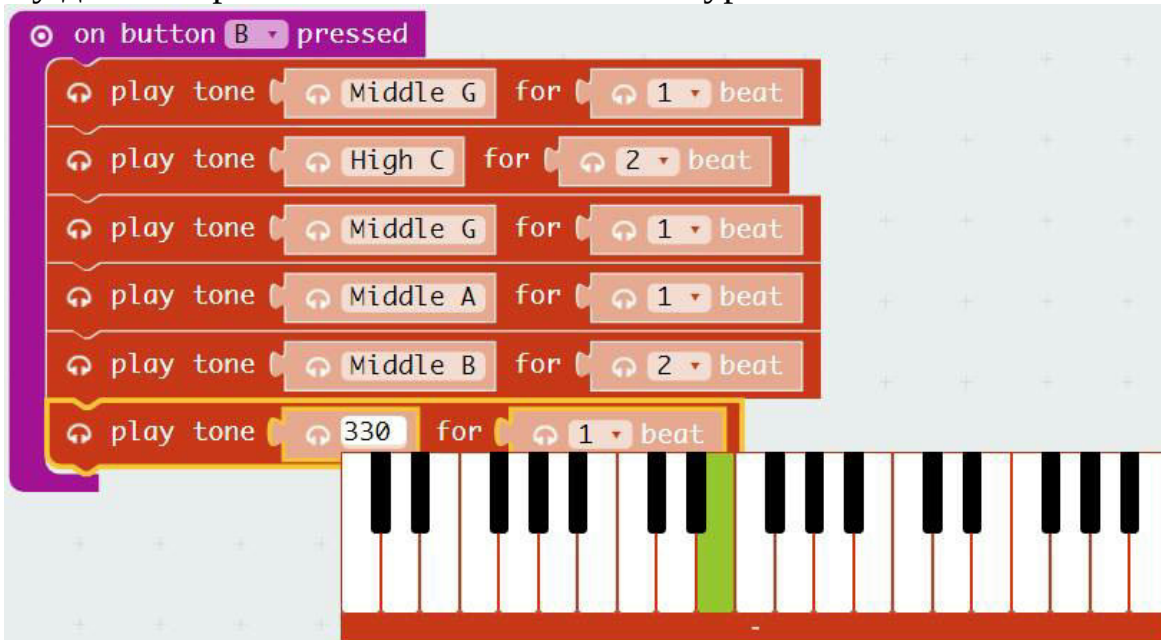 on button B pressed
play tone Middle G for 1 beat
play tone High C for 2 beat
play tone Middle G for 1 beat
play tone Middle A for 1 beat
play tone Middle B for 2 beat
play tone 330 for 1 beat